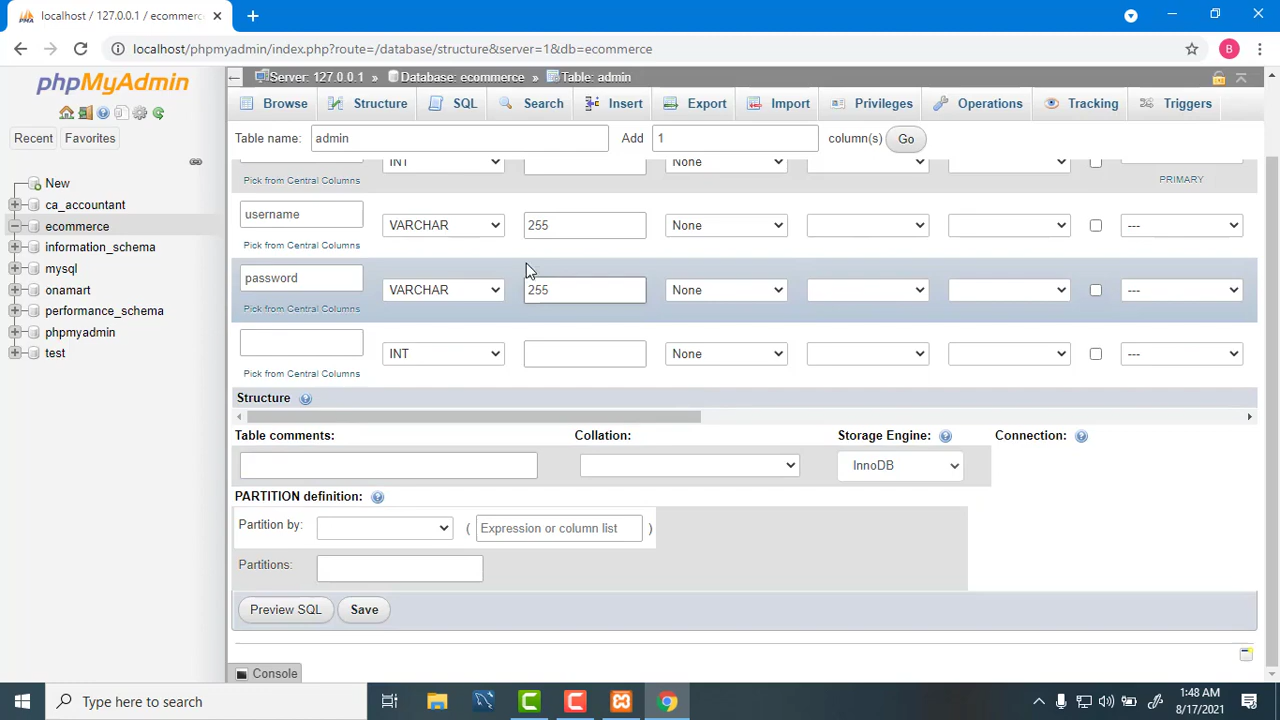 localhost / 127.0.0.1 / ecommerce
localhost/phpmyadmin/index.php?route=/database/structure&server=1&db=ecommerce
B
phpMyAdmin
Recent Favorites
New
ca_accountant
ecommerce
information_schema
mysql
onamart
performance_schema
phpmyadmin
test
Server: 127.0.0.1 » Database: ecommerce » Table: admin
Browse Structure SQL Search Insert Export Import Privileges Operations Tracking Triggers
Table name: admin Add 1 column(s) Go
INT None
Pick from Central Columns PRIMARY
username VARCHAR 255 None ---
Pick from Central Columns
password VARCHAR 255 None ---
Pick from Central Columns
INT None ---
Pick from Central Columns
Structure
Table comments: Collation: Storage Engine: Connection:
InnoDB
PARTITION definition:
Partition by: ( Expression or column list )
Partitions:
Preview SQL Save
Console
Type here to search
1:48 AM
8/17/2021